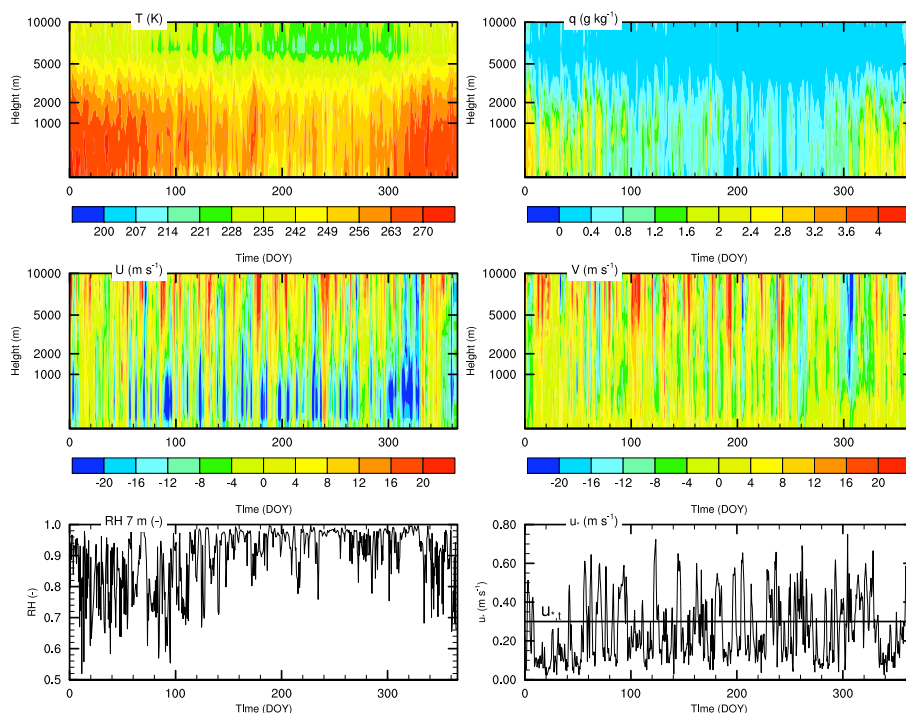 T (K)
q (g kg⁻¹)
10000
5000
2000
1000
Height (m)
0
100
200
300
10000
5000
2000
1000
Height (m)
0
100
200
300
200 207 214 221 228 235 242 249 256 263 270
0 0.4 0.8 1.2 1.6 2 2.4 2.8 3.2 3.6 4
Time (DOY)
Time (DOY)
U (m s⁻¹)
V (m s⁻¹)
10000
5000
2000
1000
Height (m)
0
100
200
300
10000
5000
2000
1000
Height (m)
0
100
200
300
-20 -16 -12 -8 -4 0 4 8 12 16 20
-20 -16 -12 -8 -4 0 4 8 12 16 20
TIme (DOY)
TIme (DOY)
RH 7 m (-)
u* (m s⁻¹)
1.0
0.9
0.8
0.7
0.6
0.5
RH (-)
0
100
200
300
TIme (DOY)
0.80
0.60
0.40
0.20
0.00
u* (m s⁻¹)
u*,t
0
100
200
300
TIme (DOY)